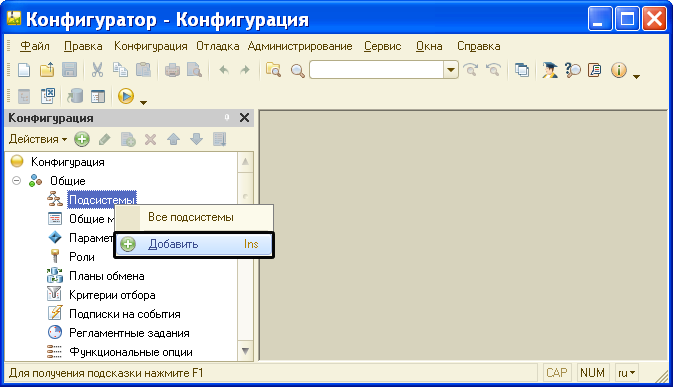 Конфигуратор - Конфигурация
Файл Правка Конфигурация Отладка Администрирование Сервис Окна Справка
Конфигурация
Действия
Конфигурация
Общие
Подсистемы
Все подсистемы
Общие м
Добавить Ins
Парамет
Роли
Планы обмена
Критерии отбора
Подписки на события
Регламентные задания
Функциональные опции
Для получения подсказки нажмите F1 CAP NUM ru